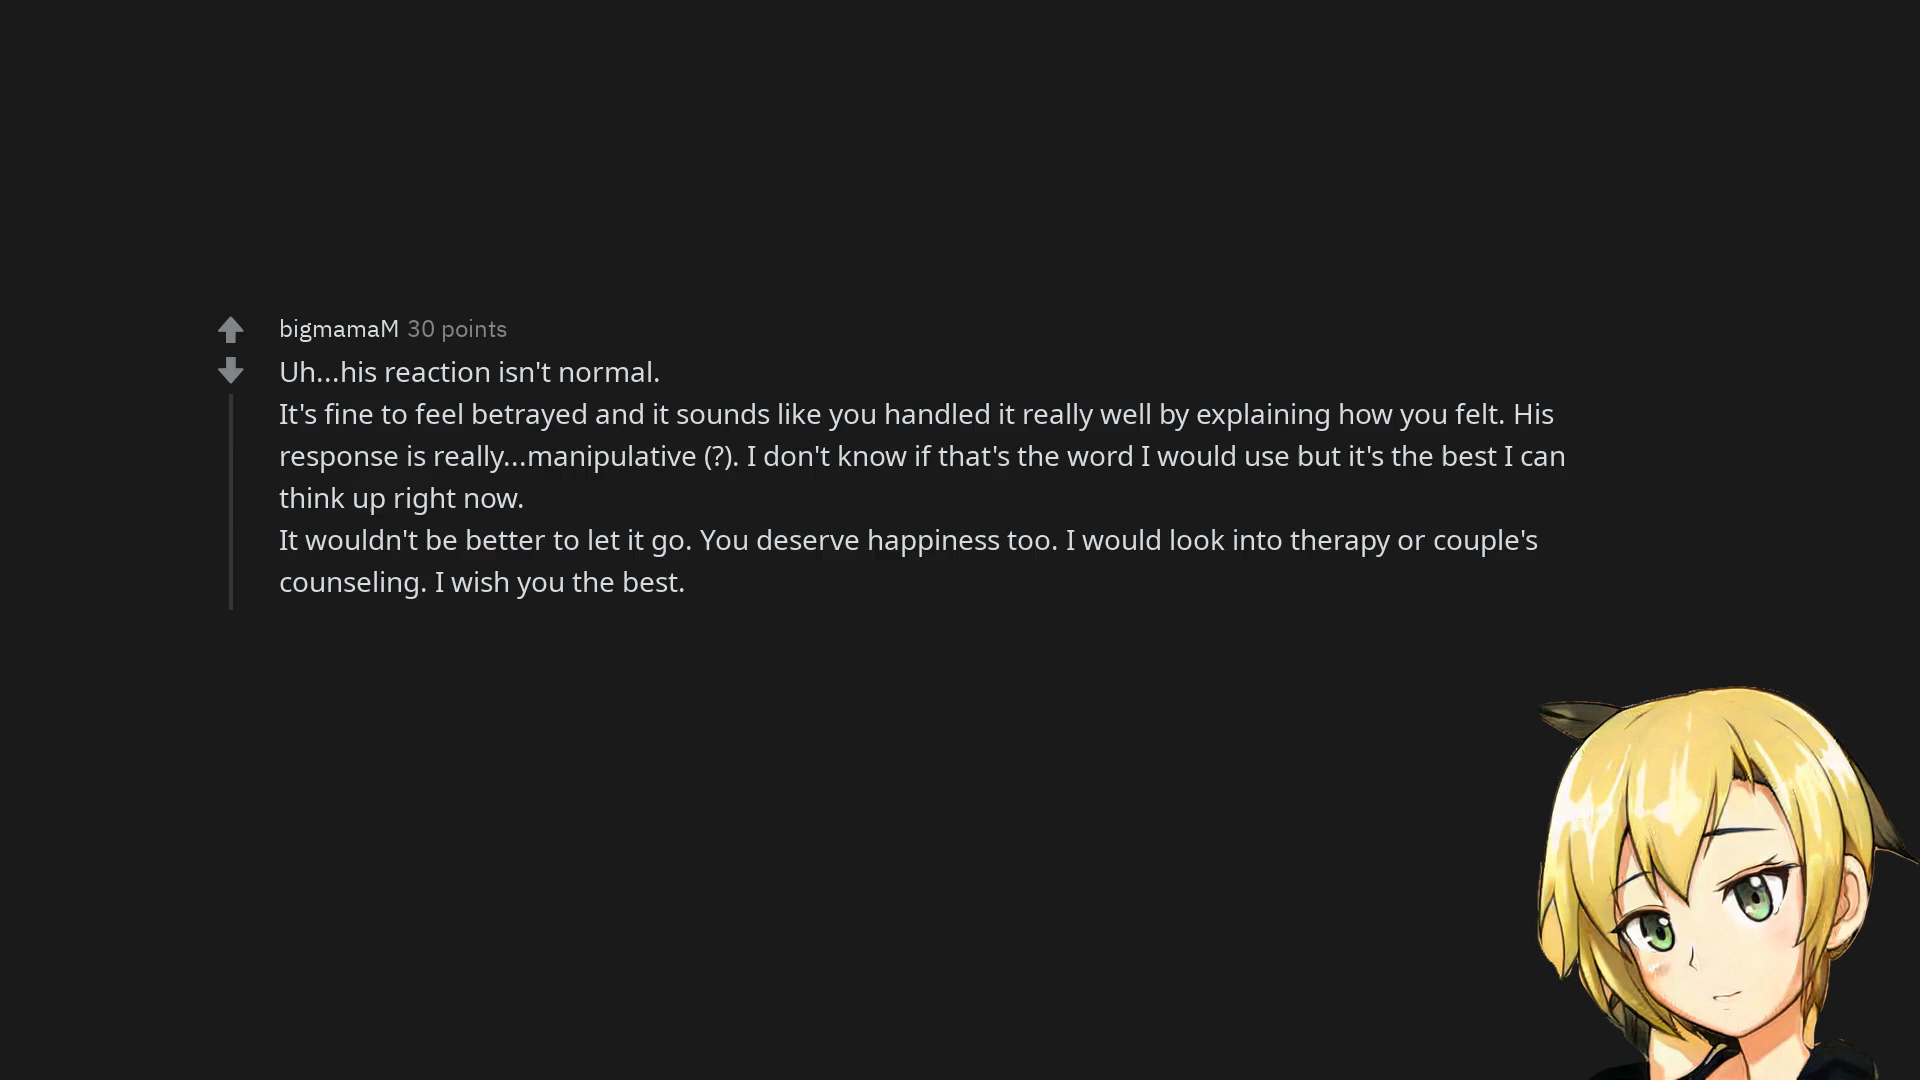 bigmamaM 30 points
Uh...his reaction isn't normal.
It's fine to feel betrayed and it sounds like you handled it really well by explaining how you felt. His
response is really...manipulative (?). I don't know if that's the word I would use but it's the best I can
think up right now.
It wouldn't be better to let it go. You deserve happiness too. I would look into therapy or couple's
counseling. I wish you the best.